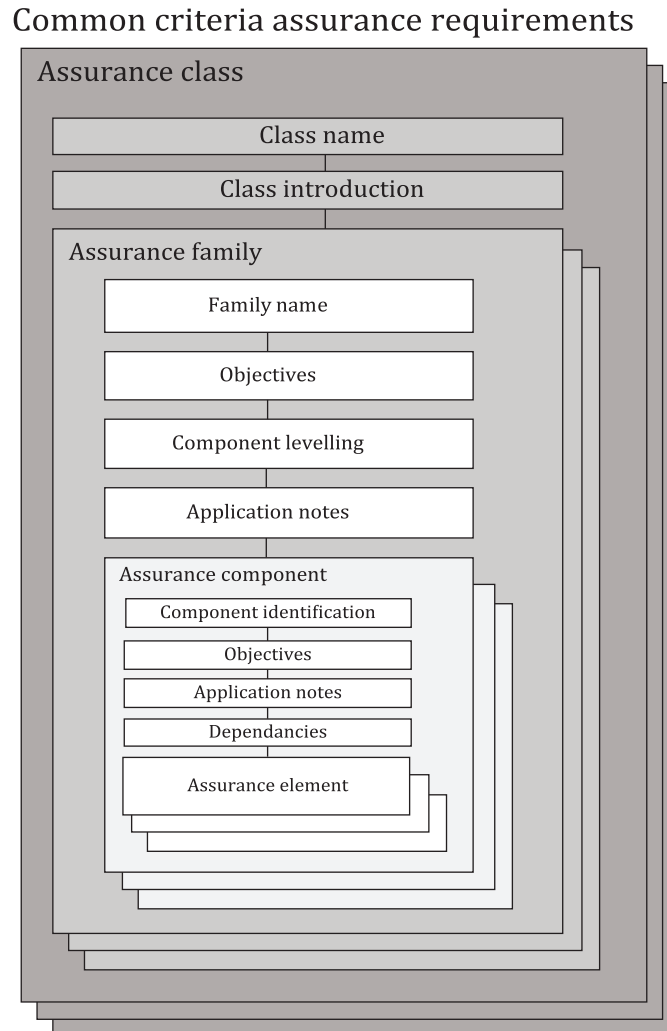 Common criteria assurance requirements
Assurance class
Class name
Class introduction
Assurance family
Family name
Objectives
Component levelling
Application notes
Assurance component
Component identification
Objectives
Application notes
Dependancies
Assurance element